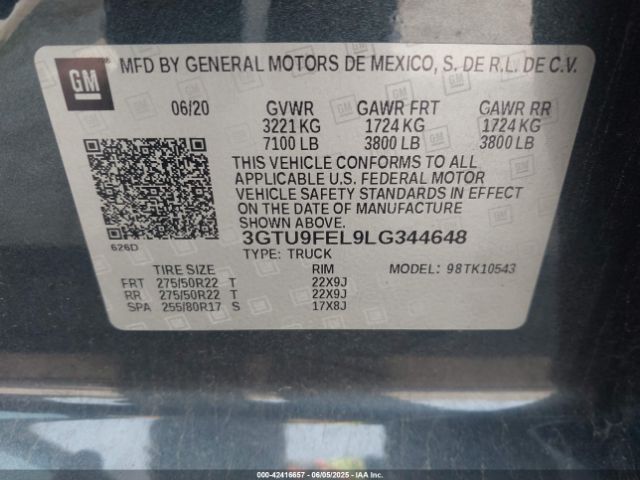 GM MFD BY GENERAL MOTORS DE MEXICO, S. DE R.L. DE C.V.
06/20 GVWR GAWR FRT GAWR RR
3221 KG 1724 KG 1724 KG
7100 LB 3800 LB 3800 LB
THIS VEHICLE CONFORMS TO ALL
APPLICABLE U.S. FEDERAL MOTOR
VEHICLE SAFETY STANDARDS IN EFFECT
ON THE DATE OF MANUFACTURE
SHOWN ABOVE.
3GTU9FEL9LG344648
626D TYPE: TRUCK
TIRE SIZE RIM MODEL: 98TK10543
FRT 275/50R22 T 22X9J
RR 275/50R22 T 22X9J
SPA 255/80R17 S 17X8J
©00-42416657 - 06/05/2025 - IAAI.COM